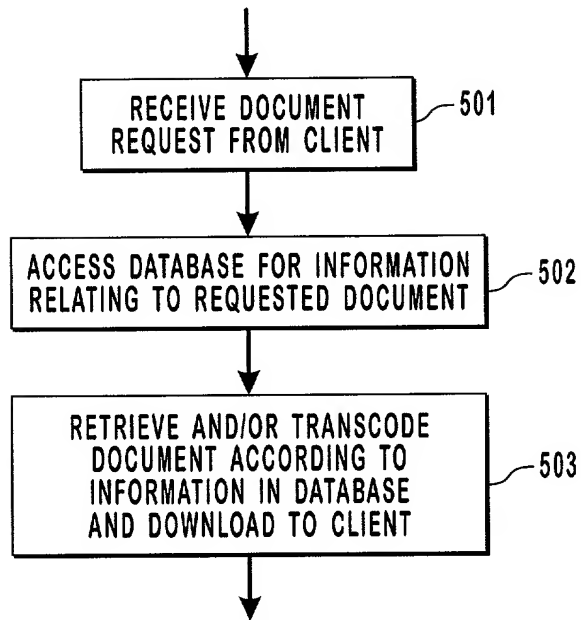 RECEIVE DOCUMENT
REQUEST FROM CLIENT
501
ACCESS DATABASE FOR INFORMATION
RELATING TO REQUESTED DOCUMENT
502
RETRIEVE AND/OR TRANSCODE
DOCUMENT ACCORDING TO
INFORMATION IN DATABASE
AND DOWNLOAD TO CLIENT
503